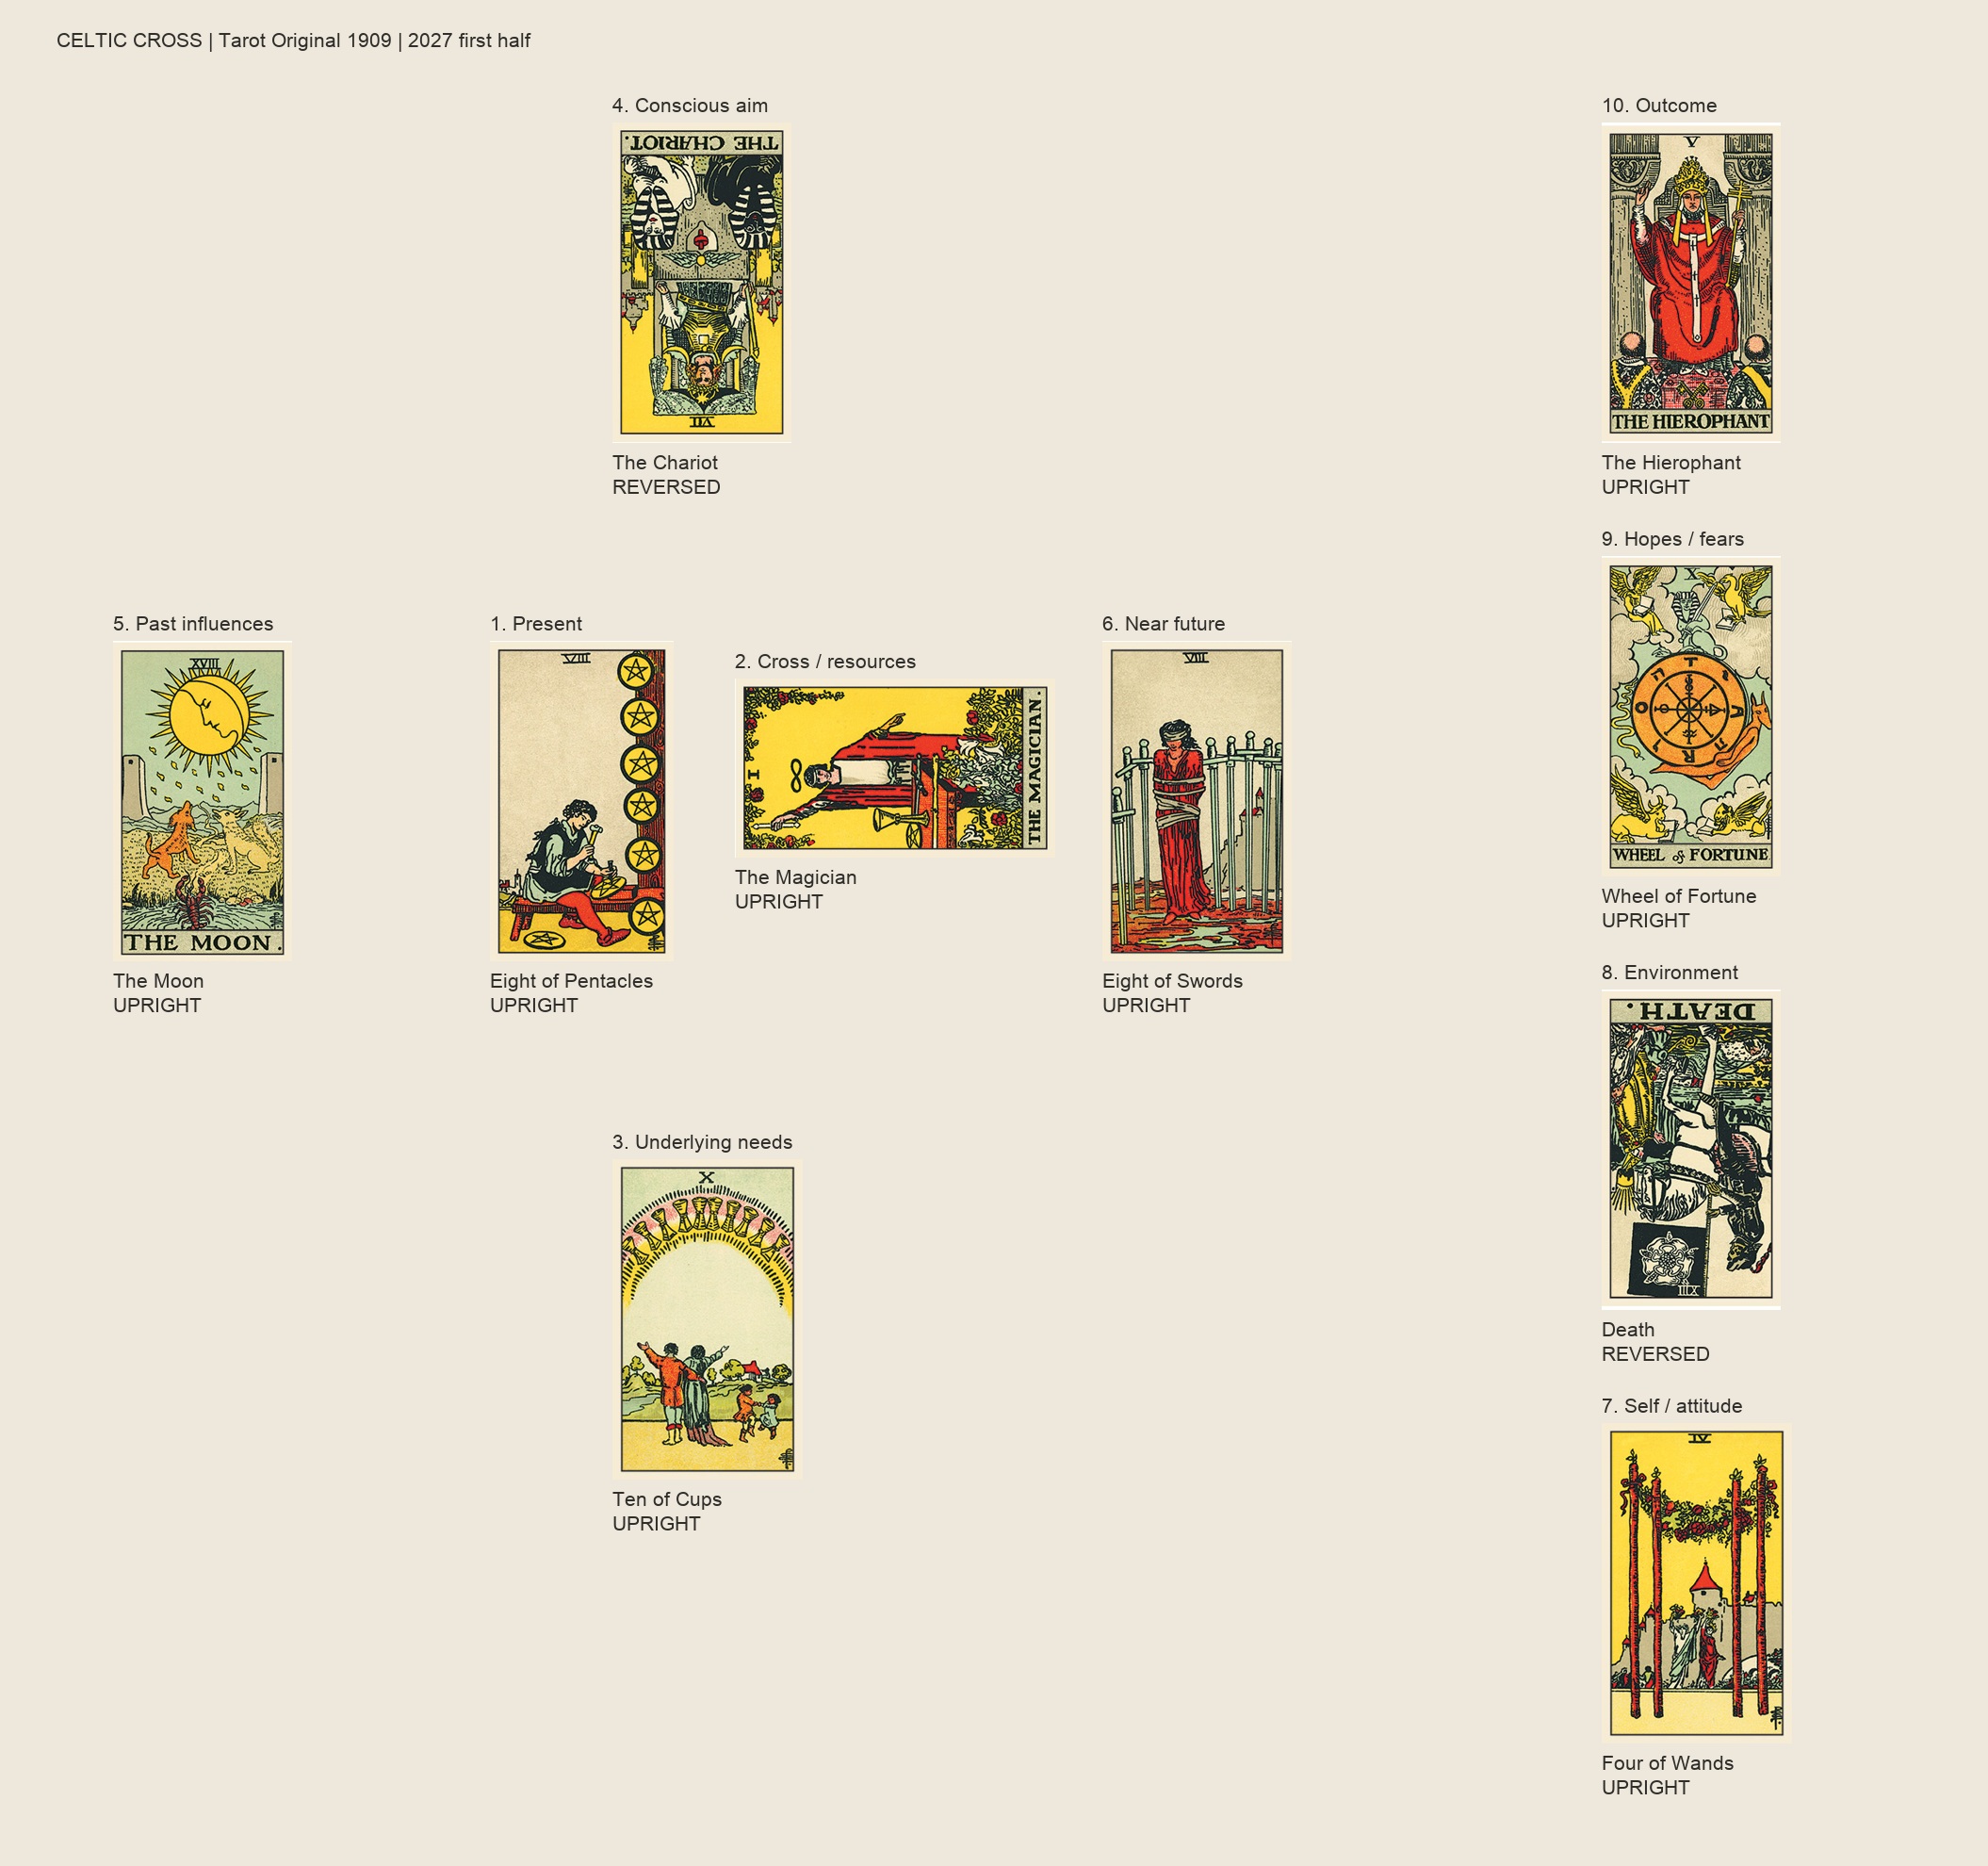 CELTIC CROSS | Tarot Original 1909 | 2027 first half
4. Conscious aim
THE CHARIOT.
VII
The Chariot
REVERSED
10. Outcome
V
THE HIEROPHANT
The Hierophant
UPRIGHT
9. Hopes / fears
X
T
A
R
O
WHEEL of FORTUNE
Wheel of Fortune
UPRIGHT
5. Past influences
XVIII
THE MOON.
The Moon
UPRIGHT
1. Present
VIII
Eight of Pentacles
UPRIGHT
2. Cross / resources
I
THE MAGICIAN.
The Magician
UPRIGHT
6. Near future
VIII
Eight of Swords
UPRIGHT
8. Environment
DEATH.
XIII
Death
REVERSED
3. Underlying needs
X
Ten of Cups
UPRIGHT
7. Self / attitude
IV
Four of Wands
UPRIGHT